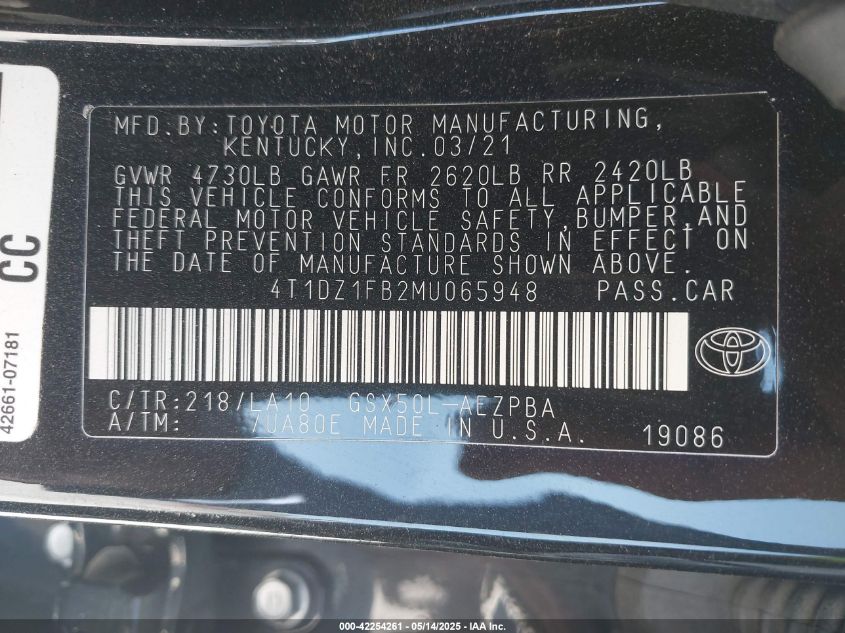 MFD.BY:TOYOTA MOTOR MANUFACTURING,
KENTUCKY,INC.03/21
GVWR 4730LB GAWR FR 2620LB RR 2420LB
THIS VEHICLE CONFORMS TO ALL APPLICABLE
FEDERAL MOTOR VEHICLE SAFETY,BUMPER,AND
THEFT PREVENTION STANDARDS IN EFFECT ON
THE DATE OF MANUFACTURE SHOWN ABOVE.
4T1DZ1FB2MU065948 PASS.CAR
C/TR:218/LA10 GSX50L-AEZPBA
A/TM: 7UA80E MADE IN U.S.A. 19086
CC
42661-07181
000-42254261 - 05/14/2025 - IAA Inc.